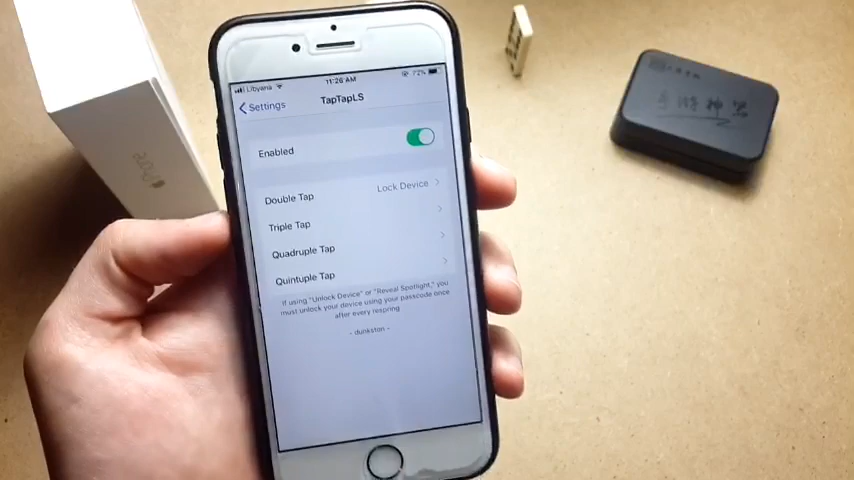 Libyana
11:26 AM
72%
Settings
TapTapLS
Enabled
Double Tap
Lock Device
Triple Tap
Quadruple Tap
Quintuple Tap
If using "Unlock Device" or "Reveal Spotlight," you
must unlock your device using your passcode once
after every respring
- dunkston -
iPhone